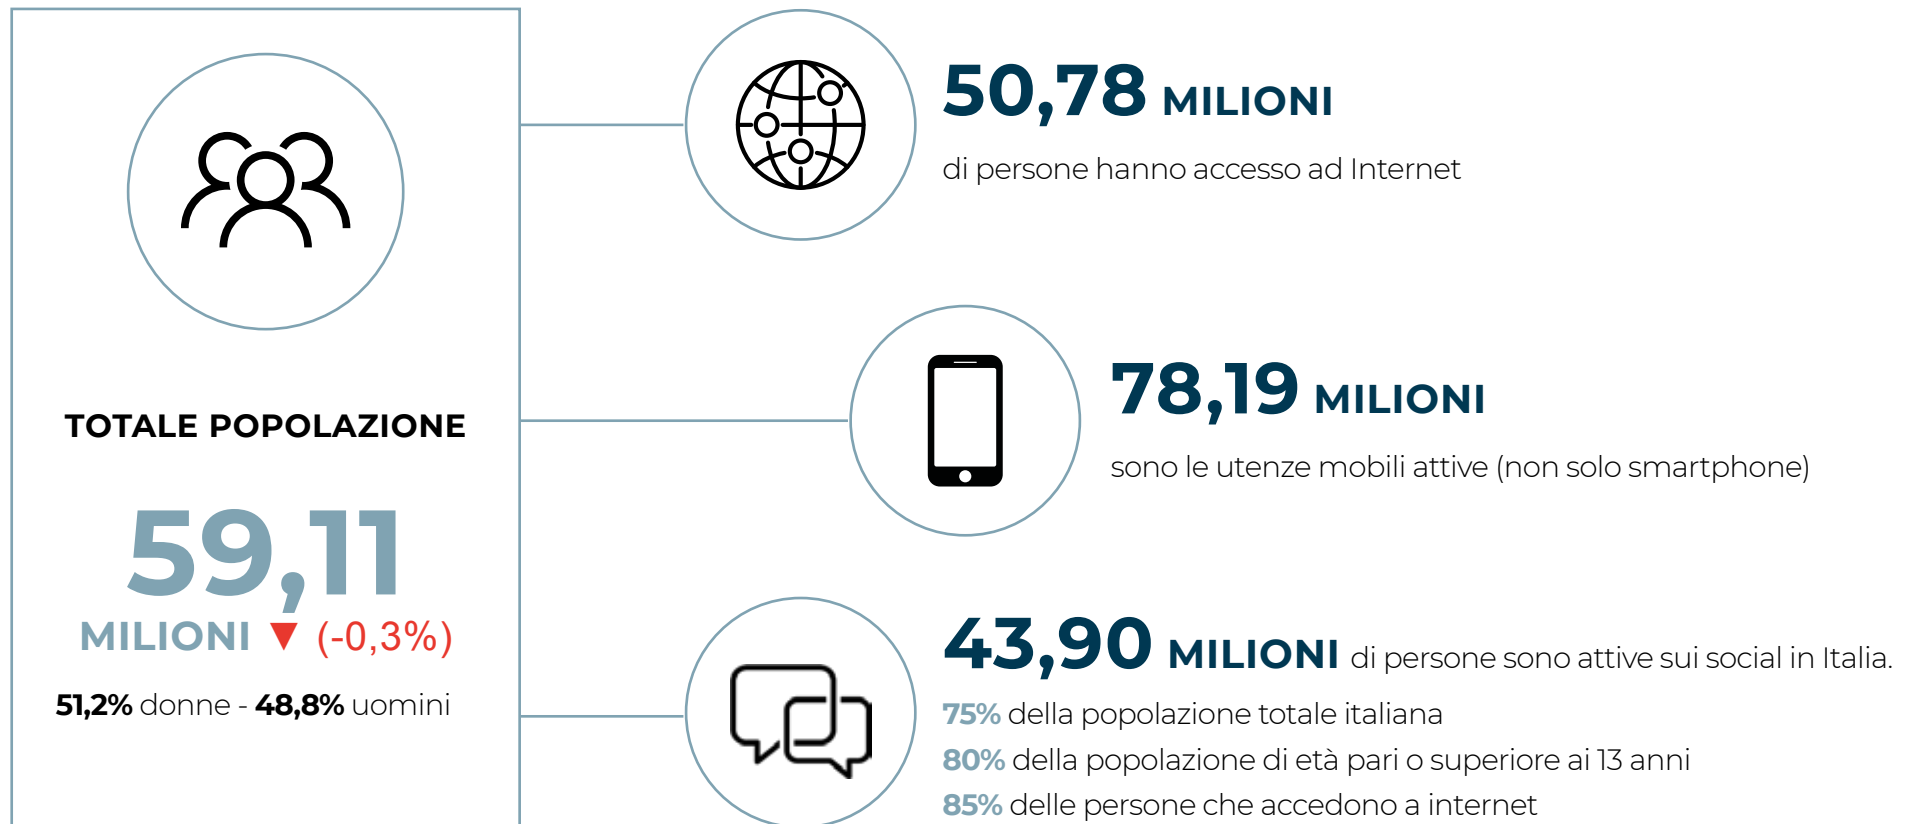 TOTALE POPOLAZIONE
59,11
MILIONI ▼ (-0,3%)
51,2% donne - 48,8% uomini
50,78 MILIONI
di persone hanno accesso ad Internet
78,19 MILIONI
sono le utenze mobili attive (non solo smartphone)
43,90 MILIONI di persone sono attive sui social in Italia.
75% della popolazione totale italiana
80% della popolazione di età pari o superiore ai 13 anni
85% delle persone che accedono a internet